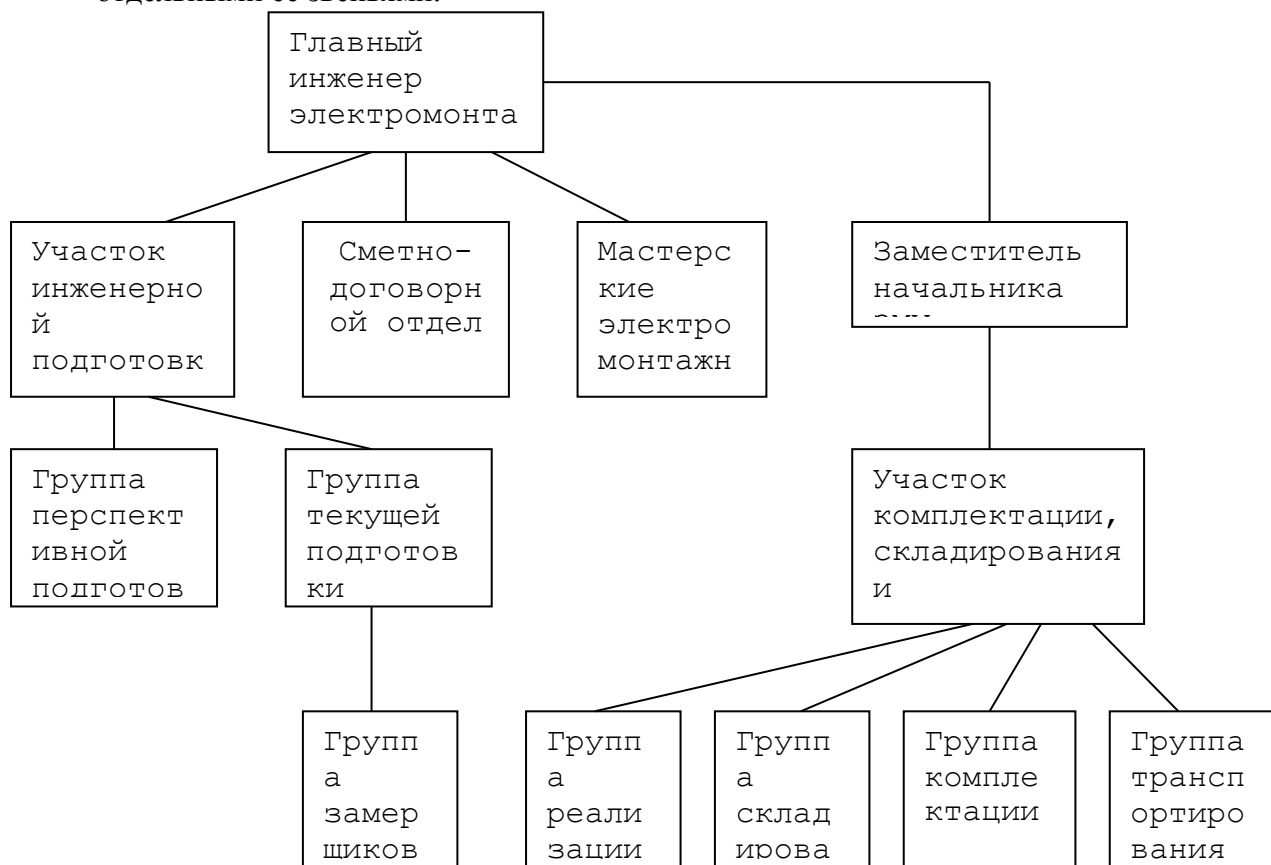 Главный
инженер
электромонта
Участок
инженерно
й
подготовк
Сметно-
договорн
ой отдел
Мастерс
кие
электро
монтажн
Заместитель
начальника
Группа
перспект
ивной
подготов
Группа
текущей
подготов
ки
Участок
комплектации,
складирования
и
Групп
а
замер
щиков
Групп
а
реали
зации
Групп
а
склад
ирова
Группа
компле
ктации
Группа
трансп
ортиро
вания